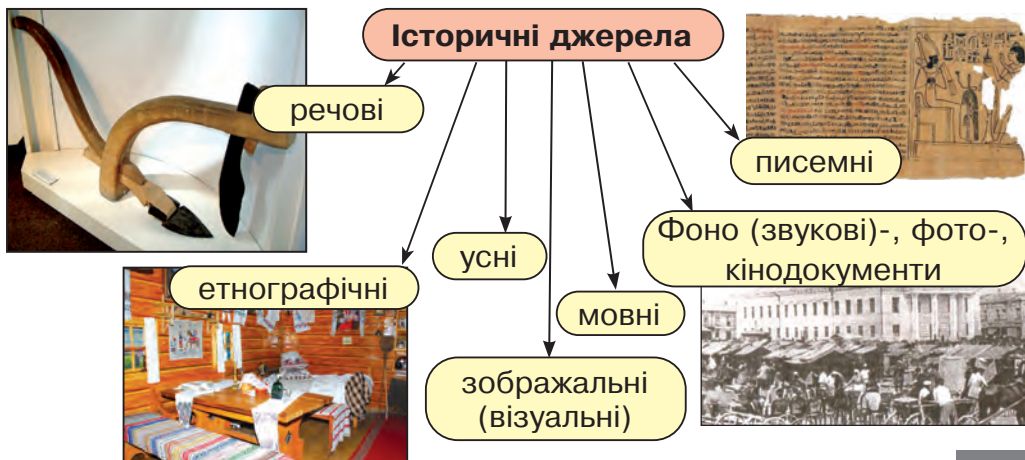 Історичні джерела
речові
писемні
Фоно (звукові)-, фото-,
кінодокументи
усні
етнографічні
мовні
зображальні
(візуальні)